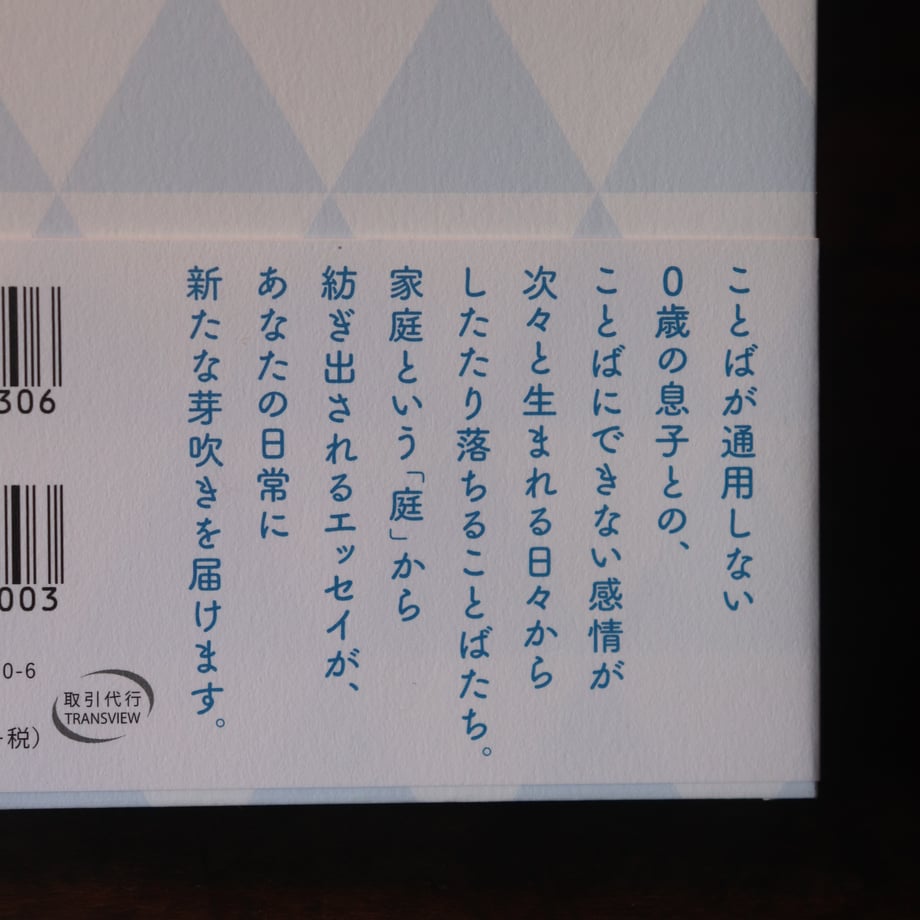 ことばが通用しない
0歳の息子との、
ことばにできない感情が
次々と生まれる日々から
したたり落ちることばたち。
家庭という「庭」から
紡ぎ出されるエッセイが、
あなたの日常に
新たな芽吹きを届けます。
306
003
0-6
取引代行
TRANSVIEW
+税）